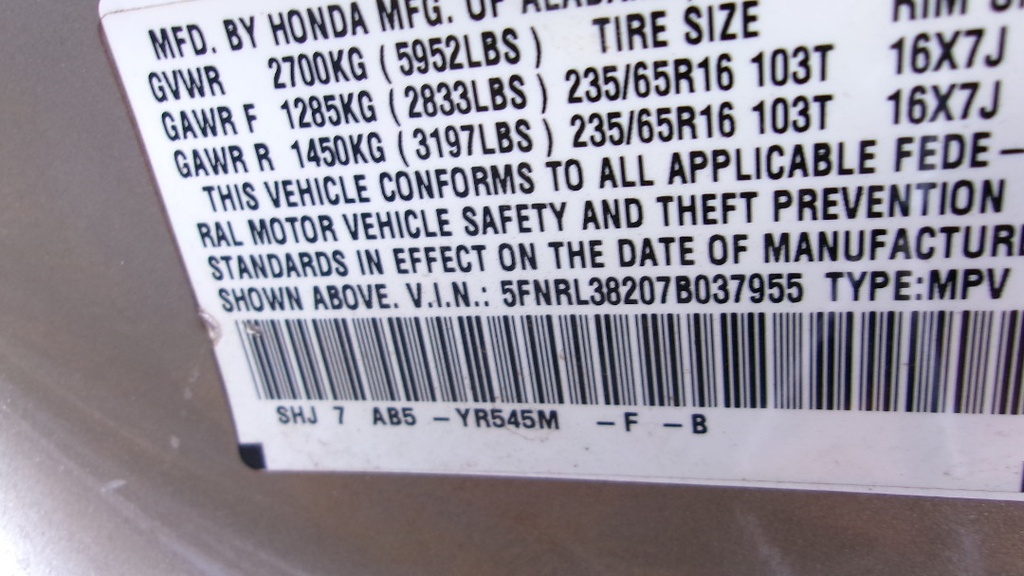 MFD. BY HONDA MFG. OF
GVWR 2700KG (5952LBS) TIRE SIZE
GAWR F 1285KG (2833LBS) 235/65R16 103T 16X7J
GAWR R 1450KG (3197LBS) 235/65R16 103T 16X7J
THIS VEHICLE CONFORMS TO ALL APPLICABLE FEDE-
RAL MOTOR VEHICLE SAFETY AND THEFT PREVENTION
STANDARDS IN EFFECT ON THE DATE OF MANUFACTUR
SHOWN ABOVE. V.I.N.: 5FNRL38207B037955 TYPE:MPV
SHJ 7 AB5 -YR545M -F -B